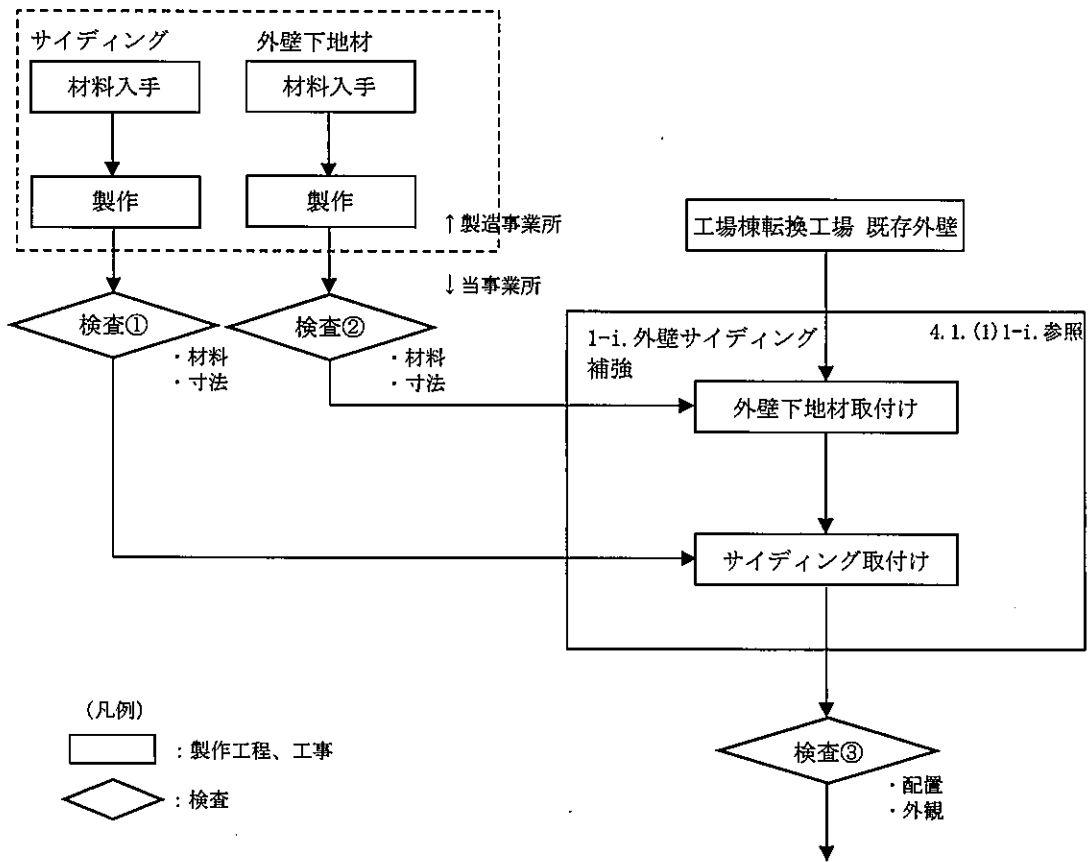 サイディング
外壁下地材
材料入手
材料入手
製作
製作
↑製造事業所
↓当事業所
工場棟転換工場 既存外壁
検査①
・材料
・寸法
検査②
・材料
・寸法
1-i.外壁サイディング
補強
4.1.(1)1-i.参照
外壁下地材取付け
サイディング取付け
検査③
・配置
・外観
(凡例)
：製作工程、工事
：検査